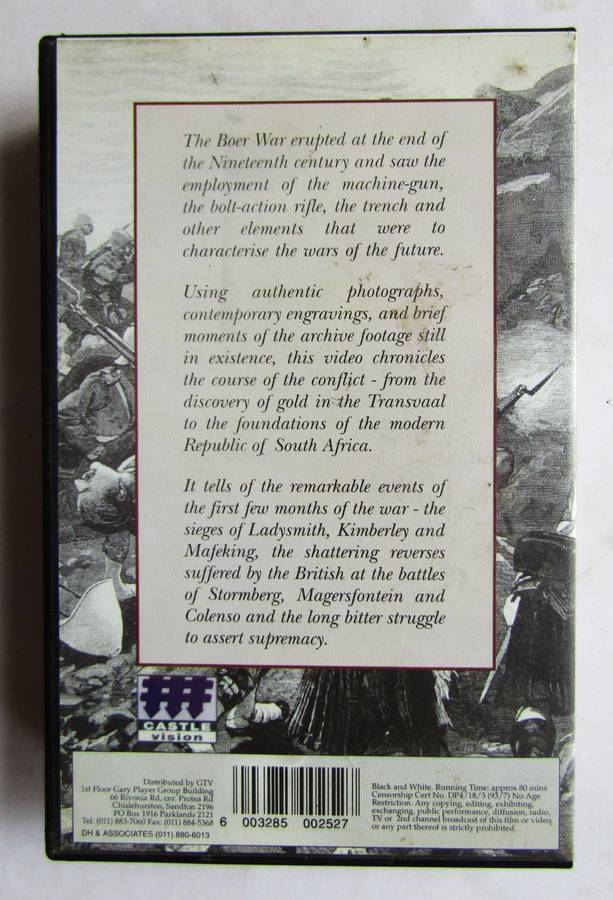 The Boer War erupted at the end of
the Nineteenth century and saw the
employment of the machine-gun,
the bolt-action rifle, the trench and
other elements that were to
characterise the wars of the future.
Using authentic photographs,
contemporary engravings, and brief
moments of the archive footage still
in existence, this video chronicles
the course of the conflict - from the
discovery of gold in the Transvaal
to the foundations of the modern
Republic of South Africa.
It tells of the remarkable events of
the first few months of the war - the
sieges of Ladysmith, Kimberley and
Mafeking, the shattering reverses
suffered by the British at the battles
of Stormberg, Magersfontein and
Colenso and the long bitter struggle
to assert supremacy.
CASTLE
vision
Distributed by GTV
1st Floor Gary Player Group Building
66 Rivonia Rd, cnr. Protea Rd
Chislehurston, Sandton 2196
PO Box 1916 Parklands 2121
Tel: (011) 883-7060 Fax: (011) 884-5368
DH & ASSOCIATES (011) 880-6013
6 003285 002527
Black and White. Running Time: approx 80 mins
Censorship Cert No. DP4/18/3 (93/7) No Age
Restriction. Any copying, editing, exhibiting,
exchanging, public performance, diffusion, radio,
TV or 2nd channel broadcast of this film or video,
or any part thereof is strictly prohibited.